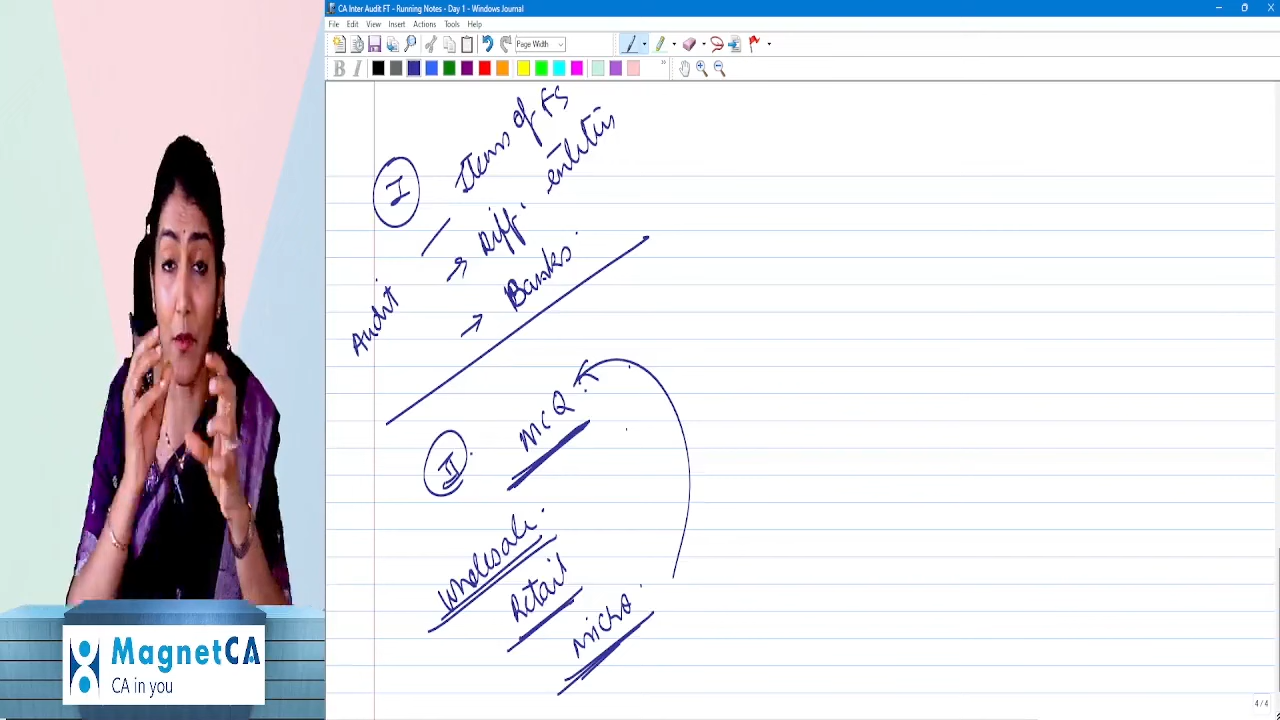 CA Inter Audit FT - Running Notes - Day 1 - Windows Journal
File Edit View Insert Actions Tools Help
Page Width
B I
I
Items of FS
Audit
Diff. entities
Banks
II
MCQ
Wholesale
Retail
Micro
MagnetCA
CA in you
4 / 4